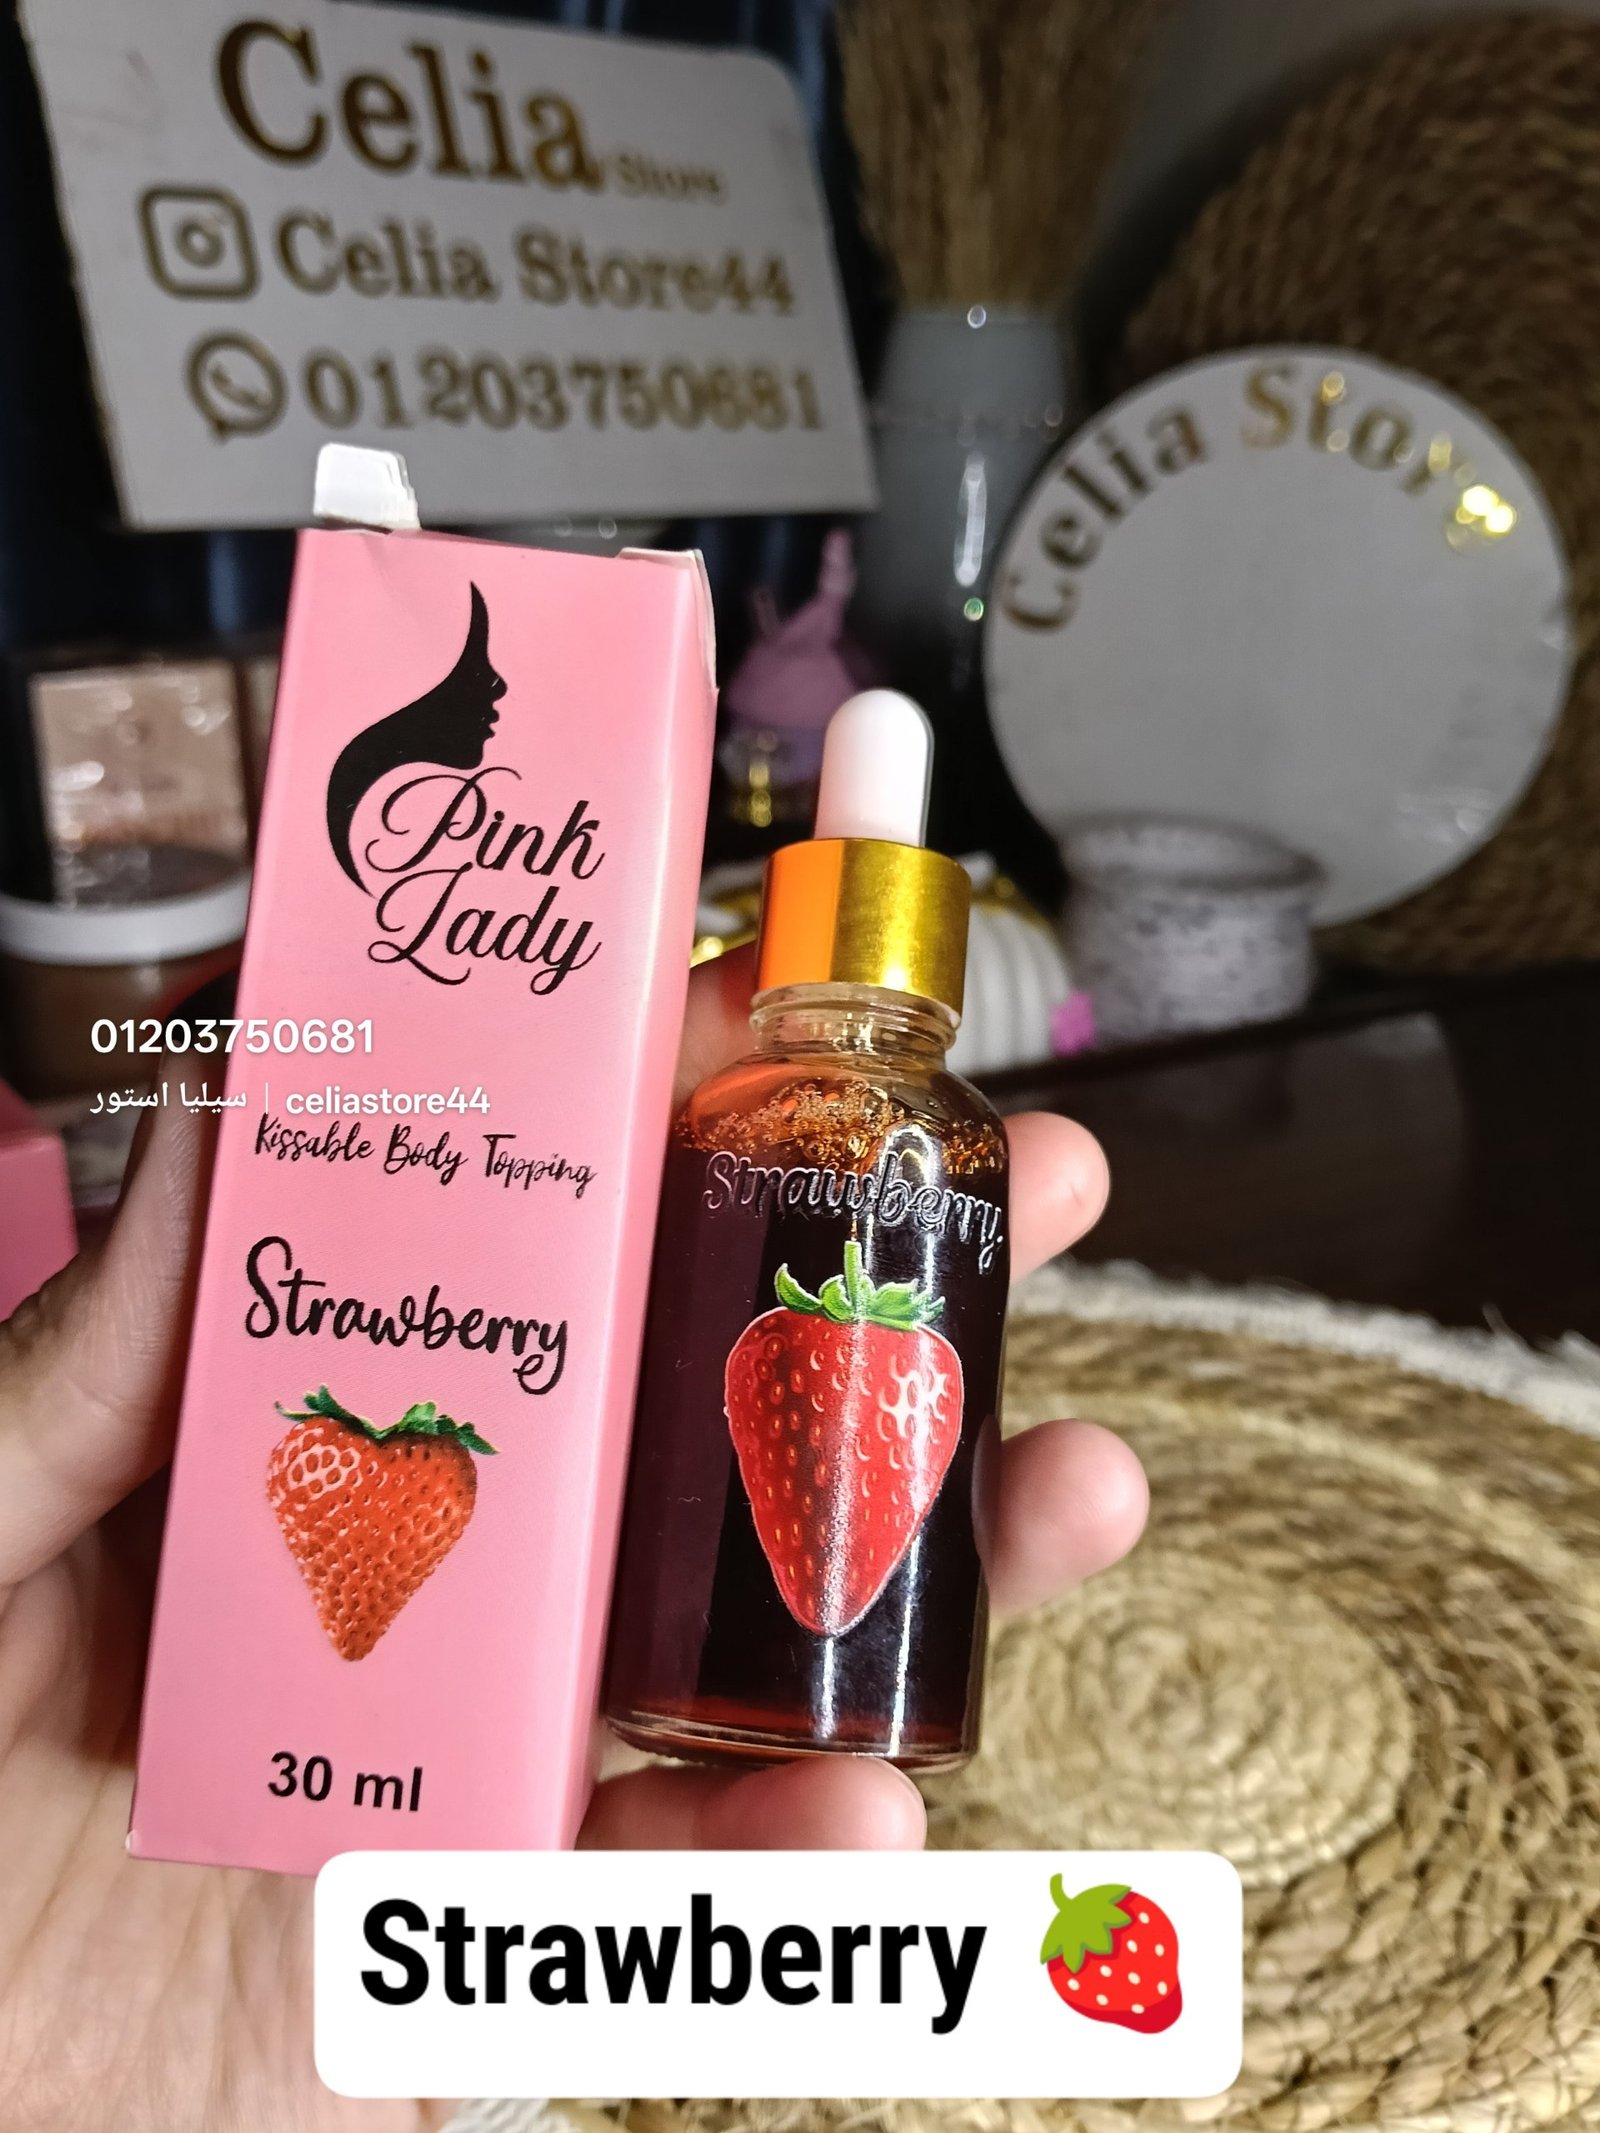 Celia Store
Celia Store44
01203750681
Celia Store
Pink
Lady
01203750681
سيليا استور | celiastore44
Kissable Body Topping
Strawberry
30 ml
Strawberry
Strawberry 🍓